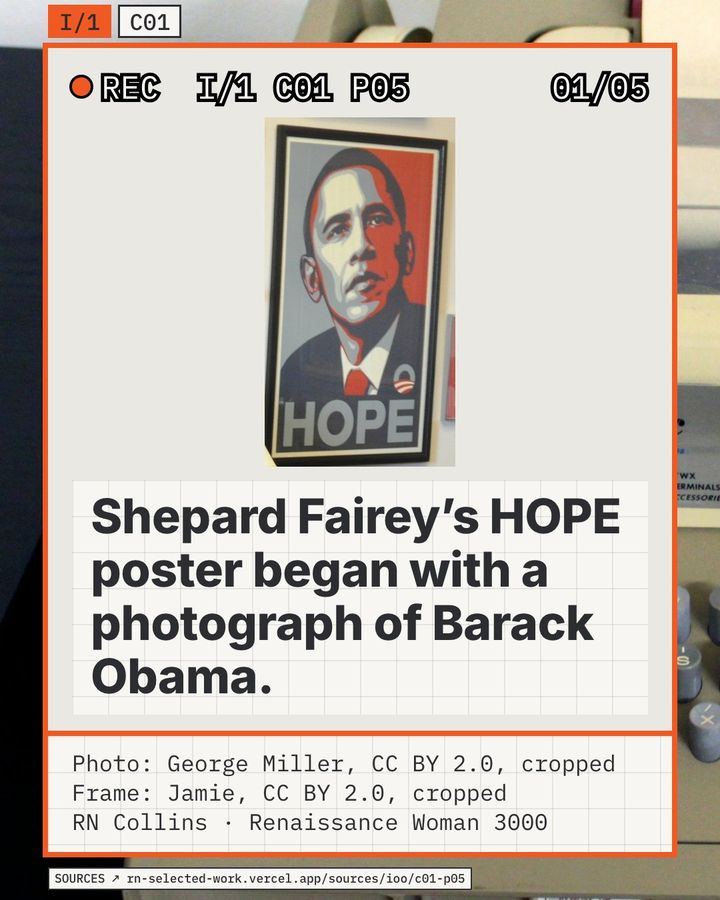 I/1 C01
REC I/1 C01 P05 01/05
HOPE
Shepard Fairey’s HOPE
poster began with a
photograph of Barack
Obama.
Photo: George Miller, CC BY 2.0, cropped
Frame: Jamie, CC BY 2.0, cropped
RN Collins · Renaissance Woman 3000
SOURCES ↗ rn-selected-work.vercel.app/sources/ioo/c01-p05
TWX
TERMINALS
S
X